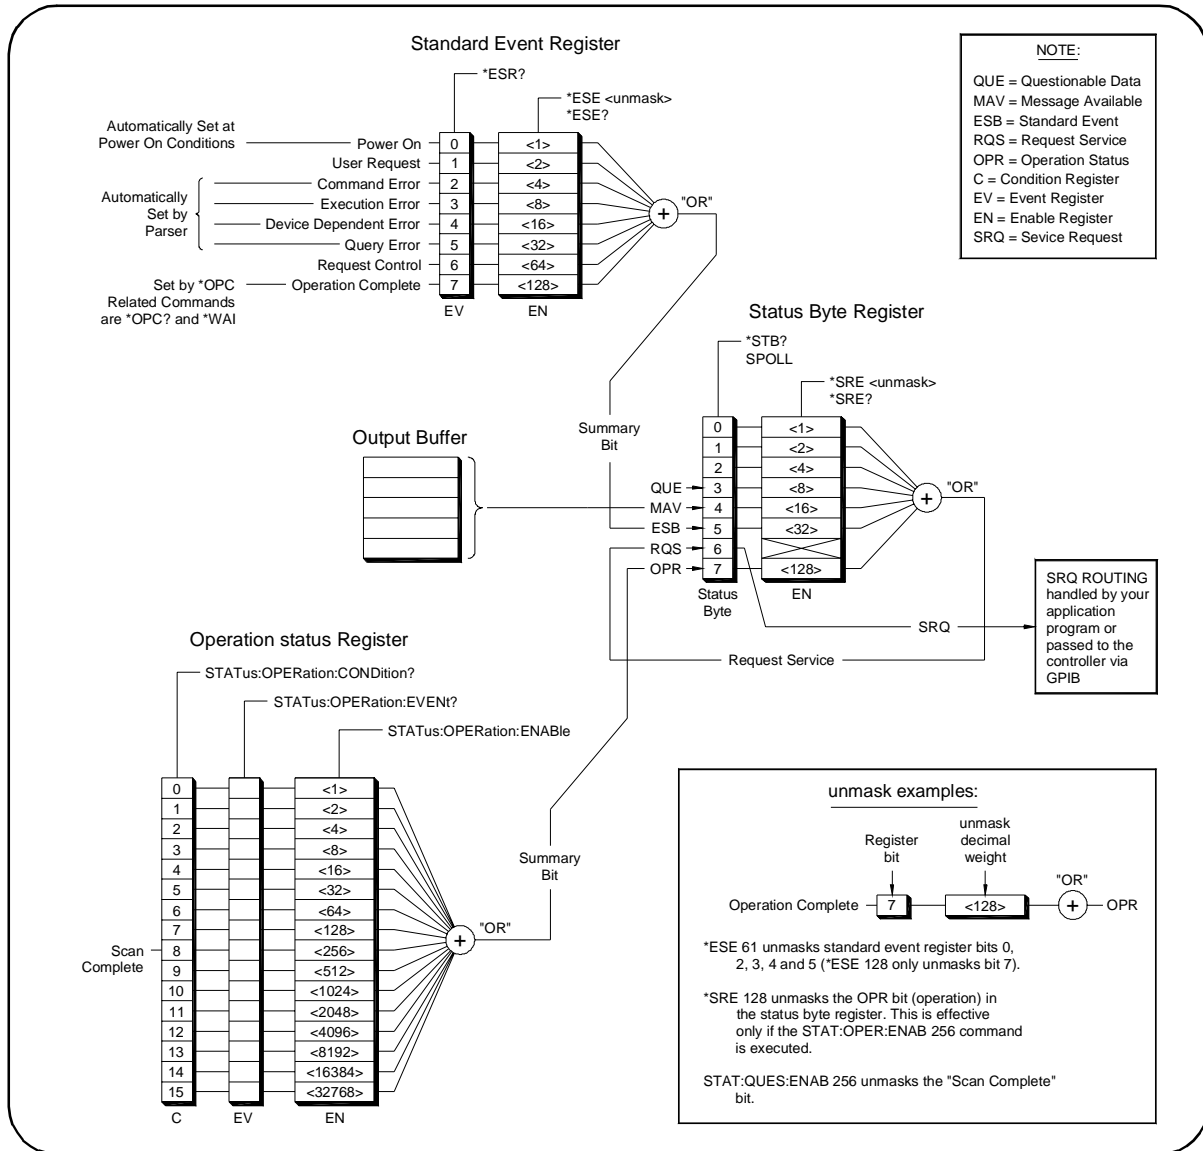 Standard Event Register
*ESR?
*ESE <unmask>
*ESE?
Automatically Set at
Power On Conditions
Automatically
Set by
Parser
Set by *OPC
Related Commands
are *OPC? and *WAI
Power On 0 <1>
User Request 1 <2>
Command Error 2 <4>
Execution Error 3 <8>
Device Dependent Error 4 <16>
Query Error 5 <32>
Request Control 6 <64>
Operation Complete 7 <128>
EV EN
+ "OR"
NOTE:
QUE = Questionable Data
MAV = Message Available
ESB = Standard Event
RQS = Request Service
OPR = Operation Status
C = Condition Register
EV = Event Register
EN = Enable Register
SRQ = Sevice Request
Status Byte Register
*STB?
SPOLL
*SRE <unmask>
*SRE?
Summary
Bit
Output Buffer
0 <1>
1 <2>
2 <4>
QUE 3 <8>
MAV 4 <16>
ESB 5 <32>
RQS 6
OPR 7 <128>
Status
Byte
EN
+ "OR"
SRQ
Request Service
SRQ ROUTING
handled by your
application
program or
passed to the
controller via
GPIB
Operation status Register
STATus:OPERation:CONDition?
STATus:OPERation:EVENt?
STATus:OPERation:ENABle
0 <1>
1 <2>
2 <4>
3 <8>
4 <16>
5 <32>
6 <64>
7 <128>
Scan
Complete
8 <256>
9 <512>
10 <1024>
11 <2048>
12 <4096>
13 <8192>
14 <16384>
15 <32768>
C EV EN
+ "OR"
Summary
Bit
unmask examples:
Register
bit
unmask
decimal
weight
"OR"
Operation Complete 7 <128> + OPR
*ESE 61 unmasks standard event register bits 0,
2, 3, 4 and 5 (*ESE 128 only unmasks bit 7).
*SRE 128 unmasks the OPR bit (operation) in
the status byte register. This is effective
only if the STAT:OPER:ENAB 256 command
is executed.
STAT:QUES:ENAB 256 unmasks the "Scan Complete"
bit.